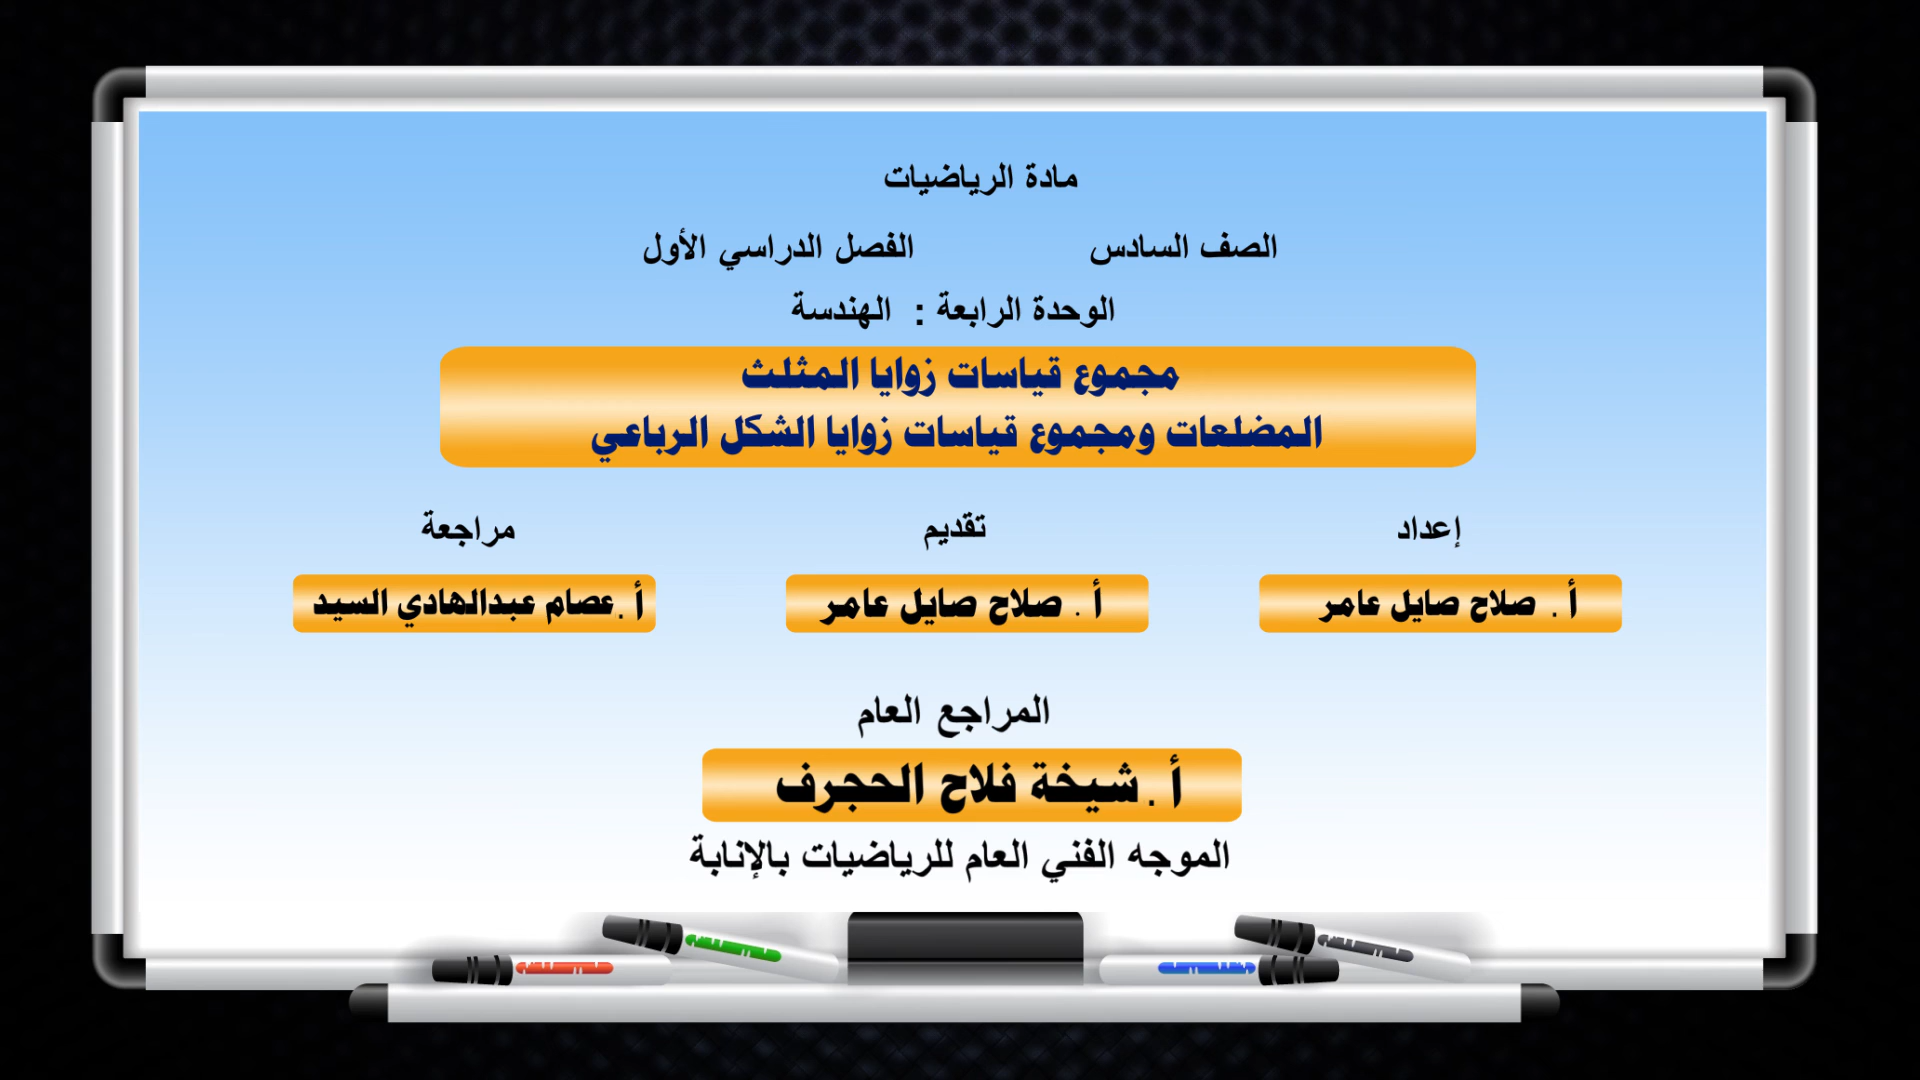 مادة الرياضيات
الصف السادس الفصل الدراسي الأول
الوحدة الرابعة : الهندسة
مجموع قياسات زوايا المثلث
المضلعات ومجموع قياسات زوايا الشكل الرباعي
إعداد تقديم مراجعة
أ . صلاح صايل عامر أ . صلاح صايل عامر أ . عصام عبدالهادي السيد
المراجع العام
أ . شيخة فلاح الحجرف
الموجه الفني العام للرياضيات بالإنابة